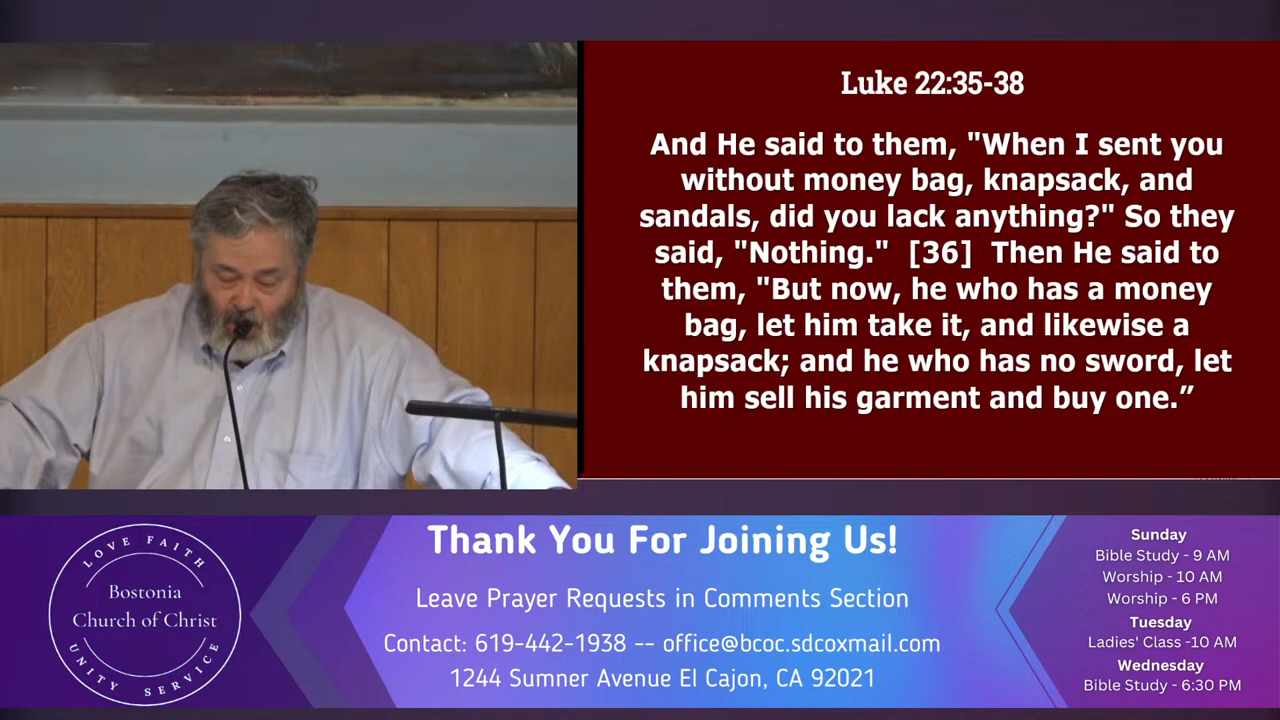 Luke 22:35-38
And He said to them, "When I sent you
without money bag, knapsack, and
sandals, did you lack anything?" So they
said, "Nothing."  [36]  Then He said to
them, "But now, he who has a money
bag, let him take it, and likewise a
knapsack; and he who has no sword, let
him sell his garment and buy one.”
LOVE FAITH
Bostonia
Church of Christ
UNITY SERVICE
Thank You For Joining Us!
Leave Prayer Requests in Comments Section
Contact: 619-442-1938 -- office@bcoc.sdcoxmail.com
1244 Sumner Avenue El Cajon, CA 92021
Sunday
Bible Study - 9 AM
Worship - 10 AM
Worship - 6 PM
Tuesday
Ladies' Class -10 AM
Wednesday
Bible Study - 6:30 PM